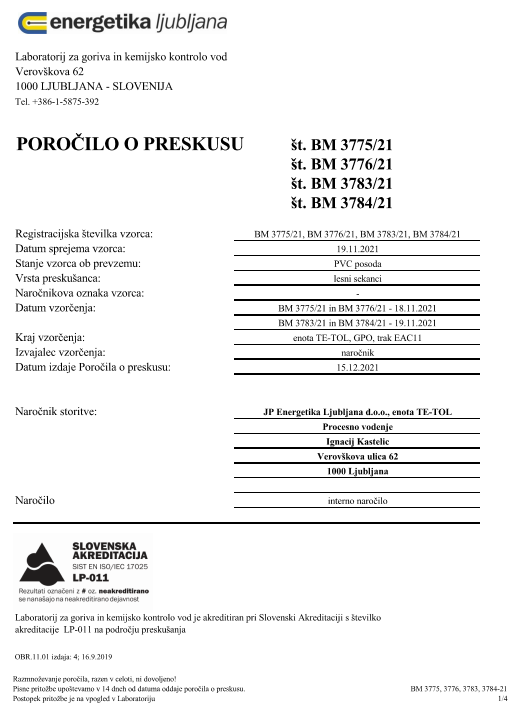 energetika ljubljana
Laboratorij za goriva in kemijsko kontrolo vod
Verovškova 62
1000 LJUBLJANA - SLOVENIJA
Tel. +386-1-5875-392
POROČILO O PRESKUSU
št. BM 3775/21
št. BM 3776/21
št. BM 3783/21
št. BM 3784/21
Registracijska številka vzorca: BM 3775/21, BM 3776/21, BM 3783/21, BM 3784/21
Datum sprejema vzorca: 19.11.2021
Stanje vzorca ob prevzemu: PVC posoda
Vrsta preskušanca: lesni sekanci
Naročnikova oznaka vzorca: -
Datum vzorčenja: BM 3775/21 in BM 3776/21 - 18.11.2021
BM 3783/21 in BM 3784/21 - 19.11.2021
Kraj vzorčenja: enota TE-TOL, GPO, trak EAC11
Izvajalec vzorčenja: naročnik
Datum izdaje Poročila o preskusu: 15.12.2021
Naročnik storitve: JP Energetika Ljubljana d.o.o., enota TE-TOL
Procesno vodenje
Ignacij Kastelic
Verovškova ulica 62
1000 Ljubljana
Naročilo interno naročilo
SLOVENSKA
AKREDITACIJA
SIST EN ISO/IEC 17025
LP-011
Rezultati označeni z # oz. neakreditirano
se nanašajo na neakreditirano dejavnost
Laboratorij za goriva in kemijsko kontrolo vod je akreditiran pri Slovenski Akreditaciji s številko
akreditacije LP-011 na področju preskušanja
OBR.11.01 izdaja: 4; 16.9.2019
Razmnoževanje poročila, razen v celoti, ni dovoljeno!
Pisne pritožbe upoštevamo v 14 dneh od datuma oddaje poročila o preskusu. BM 3775, 3776, 3783, 3784-21
Postopek pritožbe je na vpogled v Laboratoriju 1/4